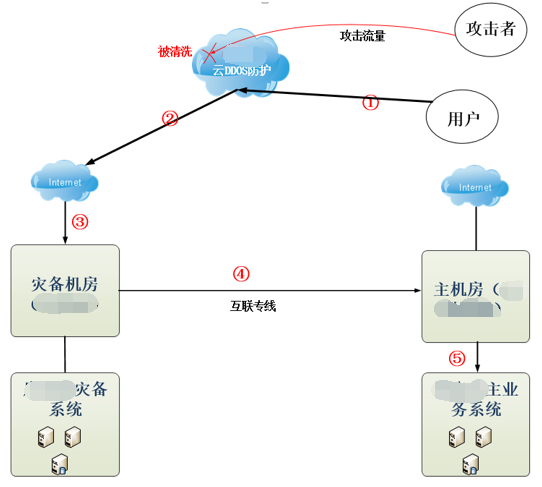 攻击者
攻击流量
被清洗
云DDOS防护
①
用户
②
Internet
Internet
③
灾备机房
（
④
互联专线
主机房（
）
⑤
灾备
系统
主业
务系统